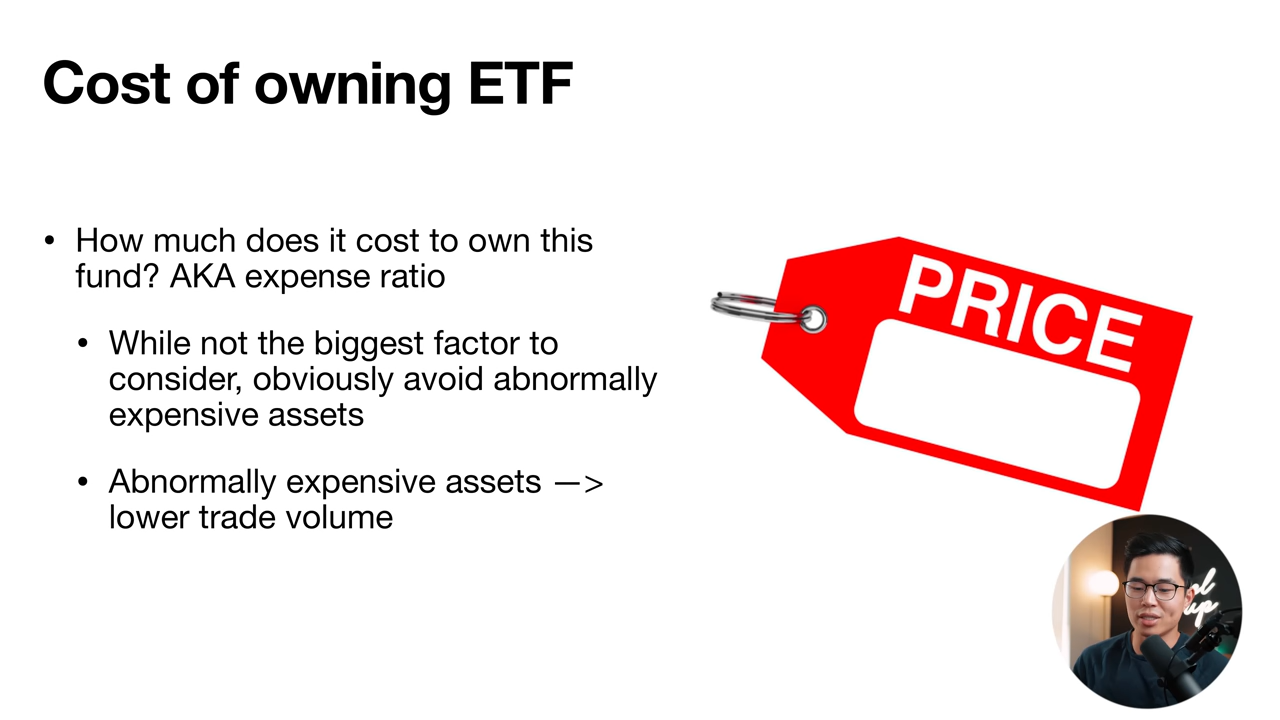 Cost of owning ETF
• How much does it cost to own this
fund? AKA expense ratio
• While not the biggest factor to
consider, obviously avoid abnormally
expensive assets
• Abnormally expensive assets —>
lower trade volume
PRICE